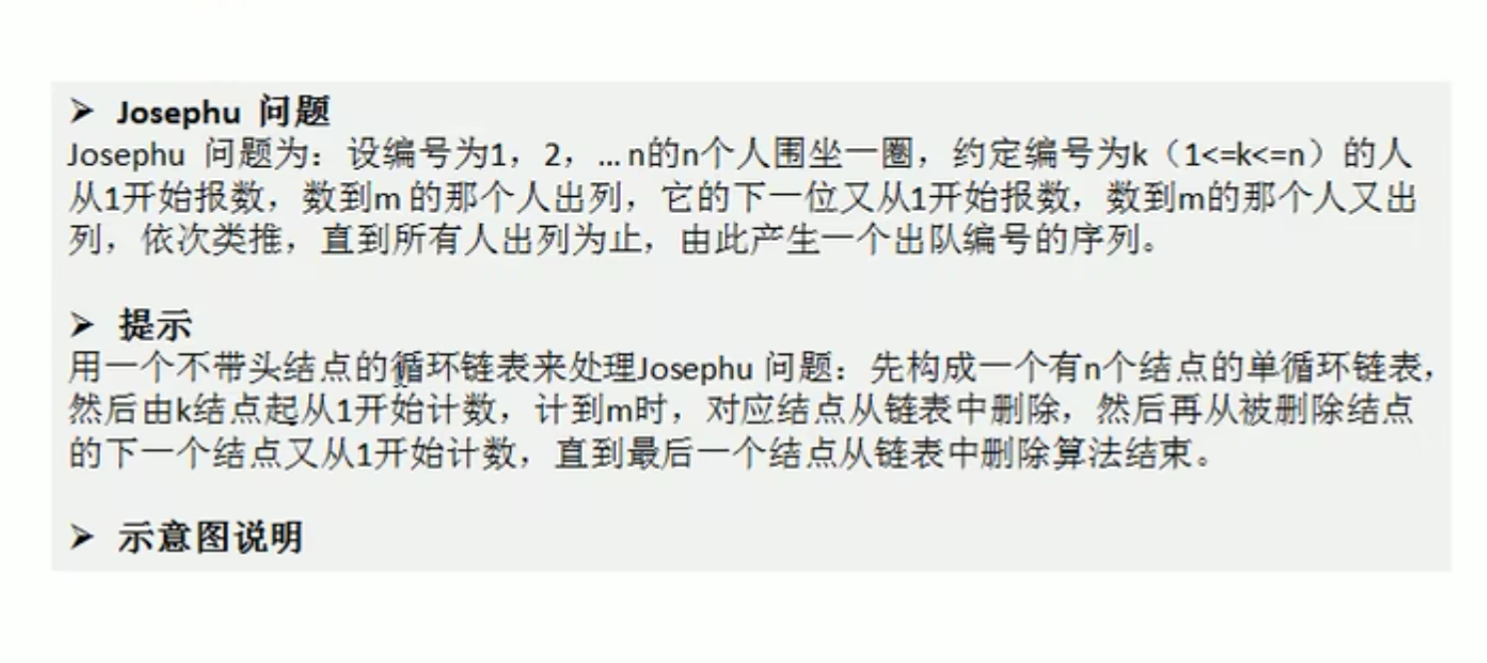 ➢ Josephu 问题
Josephu 问题为：设编号为1，2，… n的n个人围坐一圈，约定编号为k（1<=k<=n）的人
从1开始报数，数到m 的那个人出列，它的下一位又从1开始报数，数到m的那个人又出
列，依次类推，直到所有人出列为止，由此产生一个出队编号的序列。
➢ 提示
用一个不带头结点的循环链表来处理Josephu 问题：先构成一个有n个结点的单循环链表，
然后由k结点起从1开始计数，计到m时，对应结点从链表中删除，然后再从被删除结点
的下一个结点又从1开始计数，直到最后一个结点从链表中删除算法结束。
➢ 示意图说明